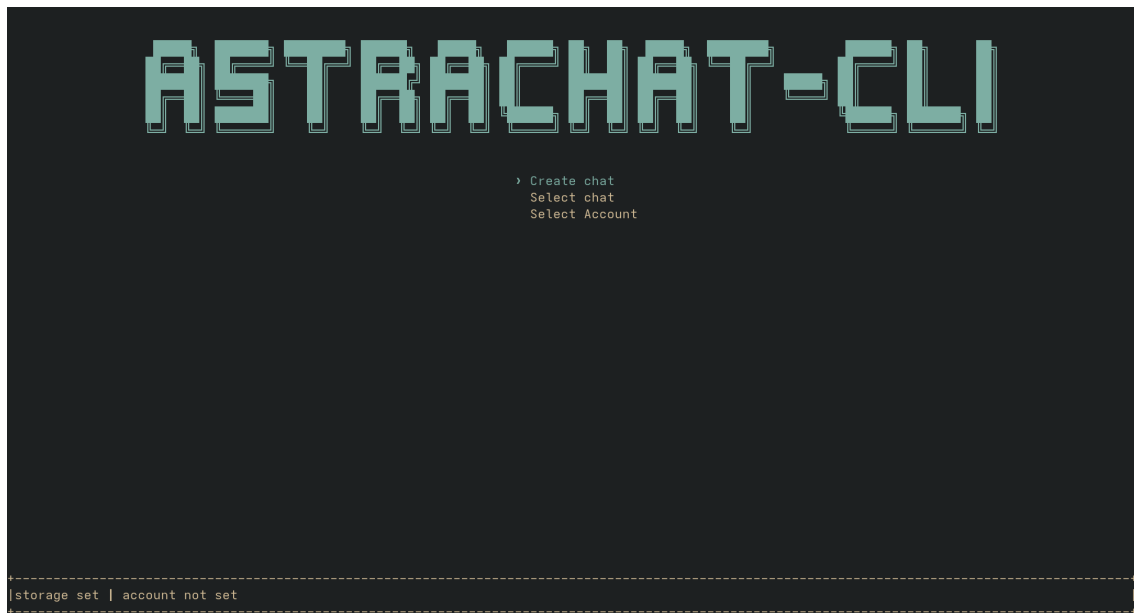 ASTRACHAT-CLI
› Create chat
Select chat
Select Account
|storage set | account not set